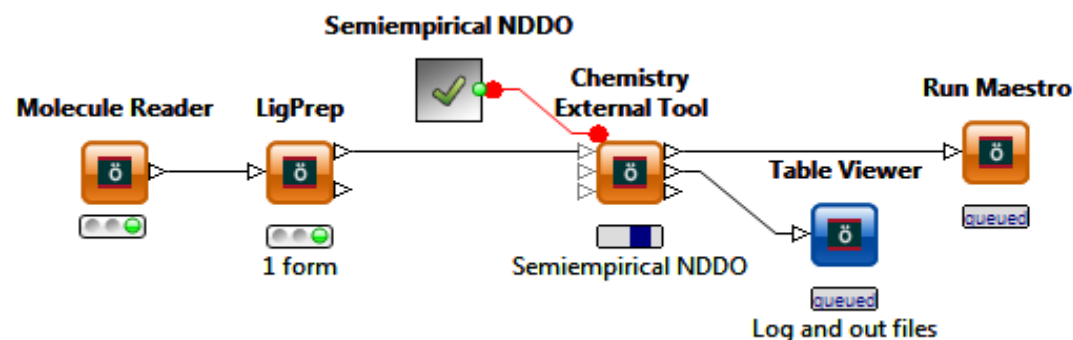 Semiempirical NDDO
Molecule Reader
LigPrep
Chemistry
External Tool
Run Maestro
Table Viewer
ö
ö
ö
ö
ö
queued
queued
1 form
Semiempirical NDDO
Log and out files